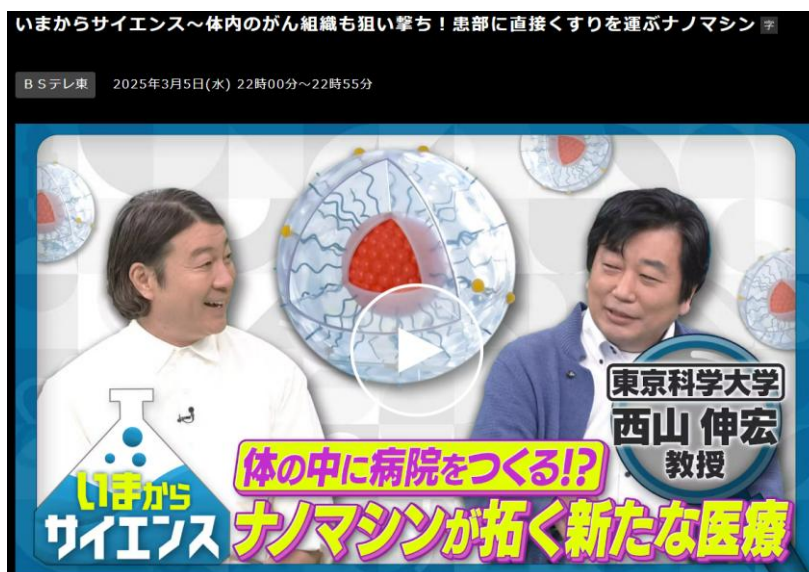 いまからサイエンス～体内のがん組織も狙い撃ち！患部に直接くすりを運ぶナノマシン 字
ＢＳテレ東 2025年3月5日(水) 22時00分～22時55分
東京科学大学
西山 伸宏
教授
体の中に病院をつくる!?
いまから
サイエンス
ナノマシンが拓く新たな医療